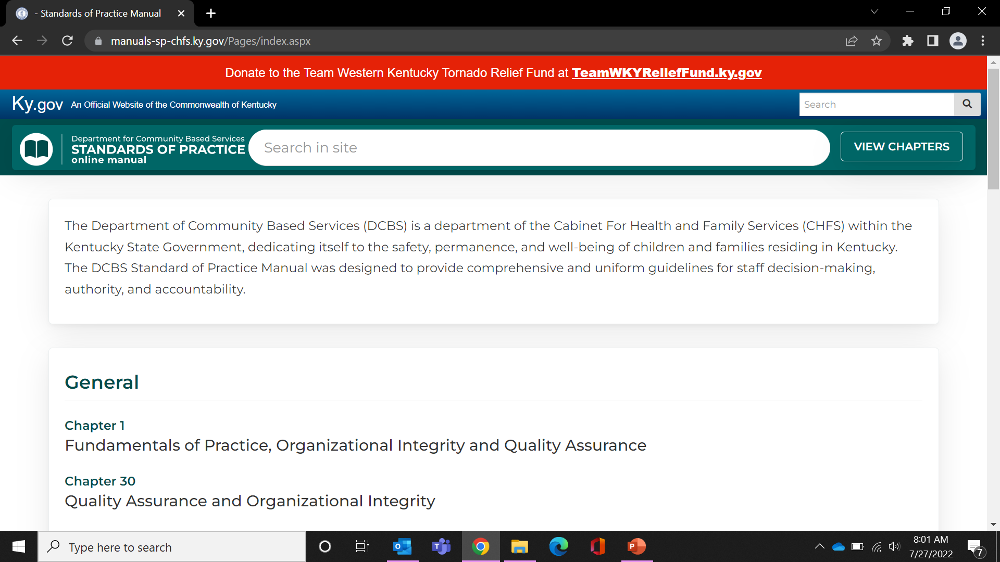 - Standards of Practice Manual
manuals-sp-chfs.ky.gov/Pages/index.aspx
Donate to the Team Western Kentucky Tornado Relief Fund at TeamWKYReliefFund.ky.gov
Ky.gov An Official Website of the Commonwealth of Kentucky
Search
Department for Community Based Services
STANDARDS OF PRACTICE
online manual
Search in site
VIEW CHAPTERS
The Department of Community Based Services (DCBS) is a department of the Cabinet For Health and Family Services (CHFS) within the
Kentucky State Government, dedicating itself to the safety, permanence, and well-being of children and families residing in Kentucky.
The DCBS Standard of Practice Manual was designed to provide comprehensive and uniform guidelines for staff decision-making,
authority, and accountability.
General
Chapter 1
Fundamentals of Practice, Organizational Integrity and Quality Assurance
Chapter 30
Quality Assurance and Organizational Integrity
Type here to search
8:01 AM
7/27/2022
7